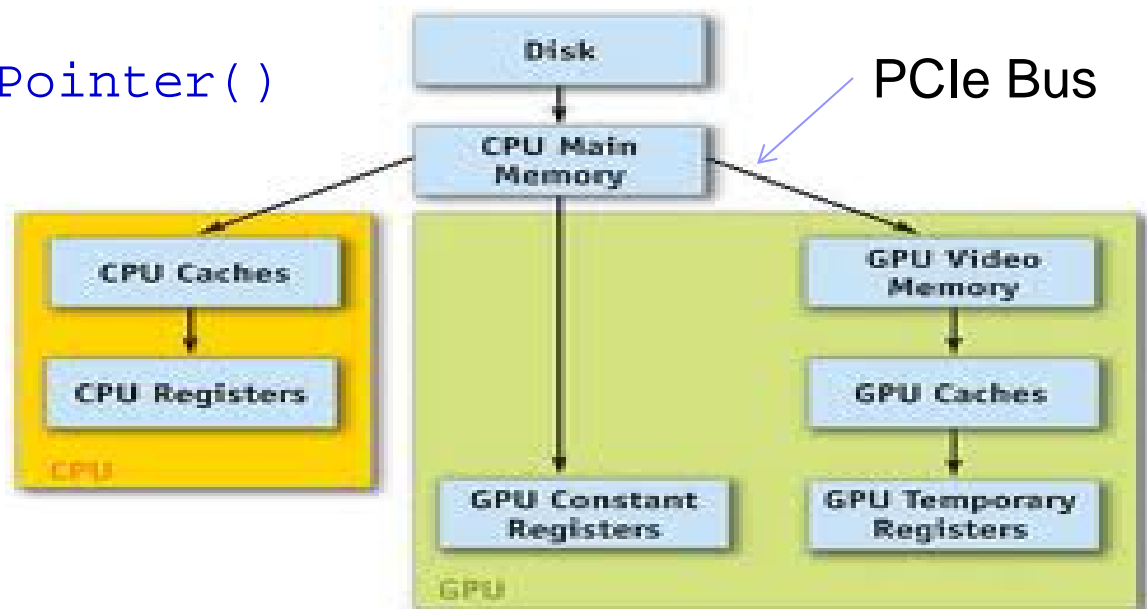 Pointer()
Disk
PCIe Bus
CPU Main
Memory
CPU Caches
GPU Video
Memory
CPU Registers
GPU Caches
CPU
GPU Constant
Registers
GPU Temporary
Registers
GPU